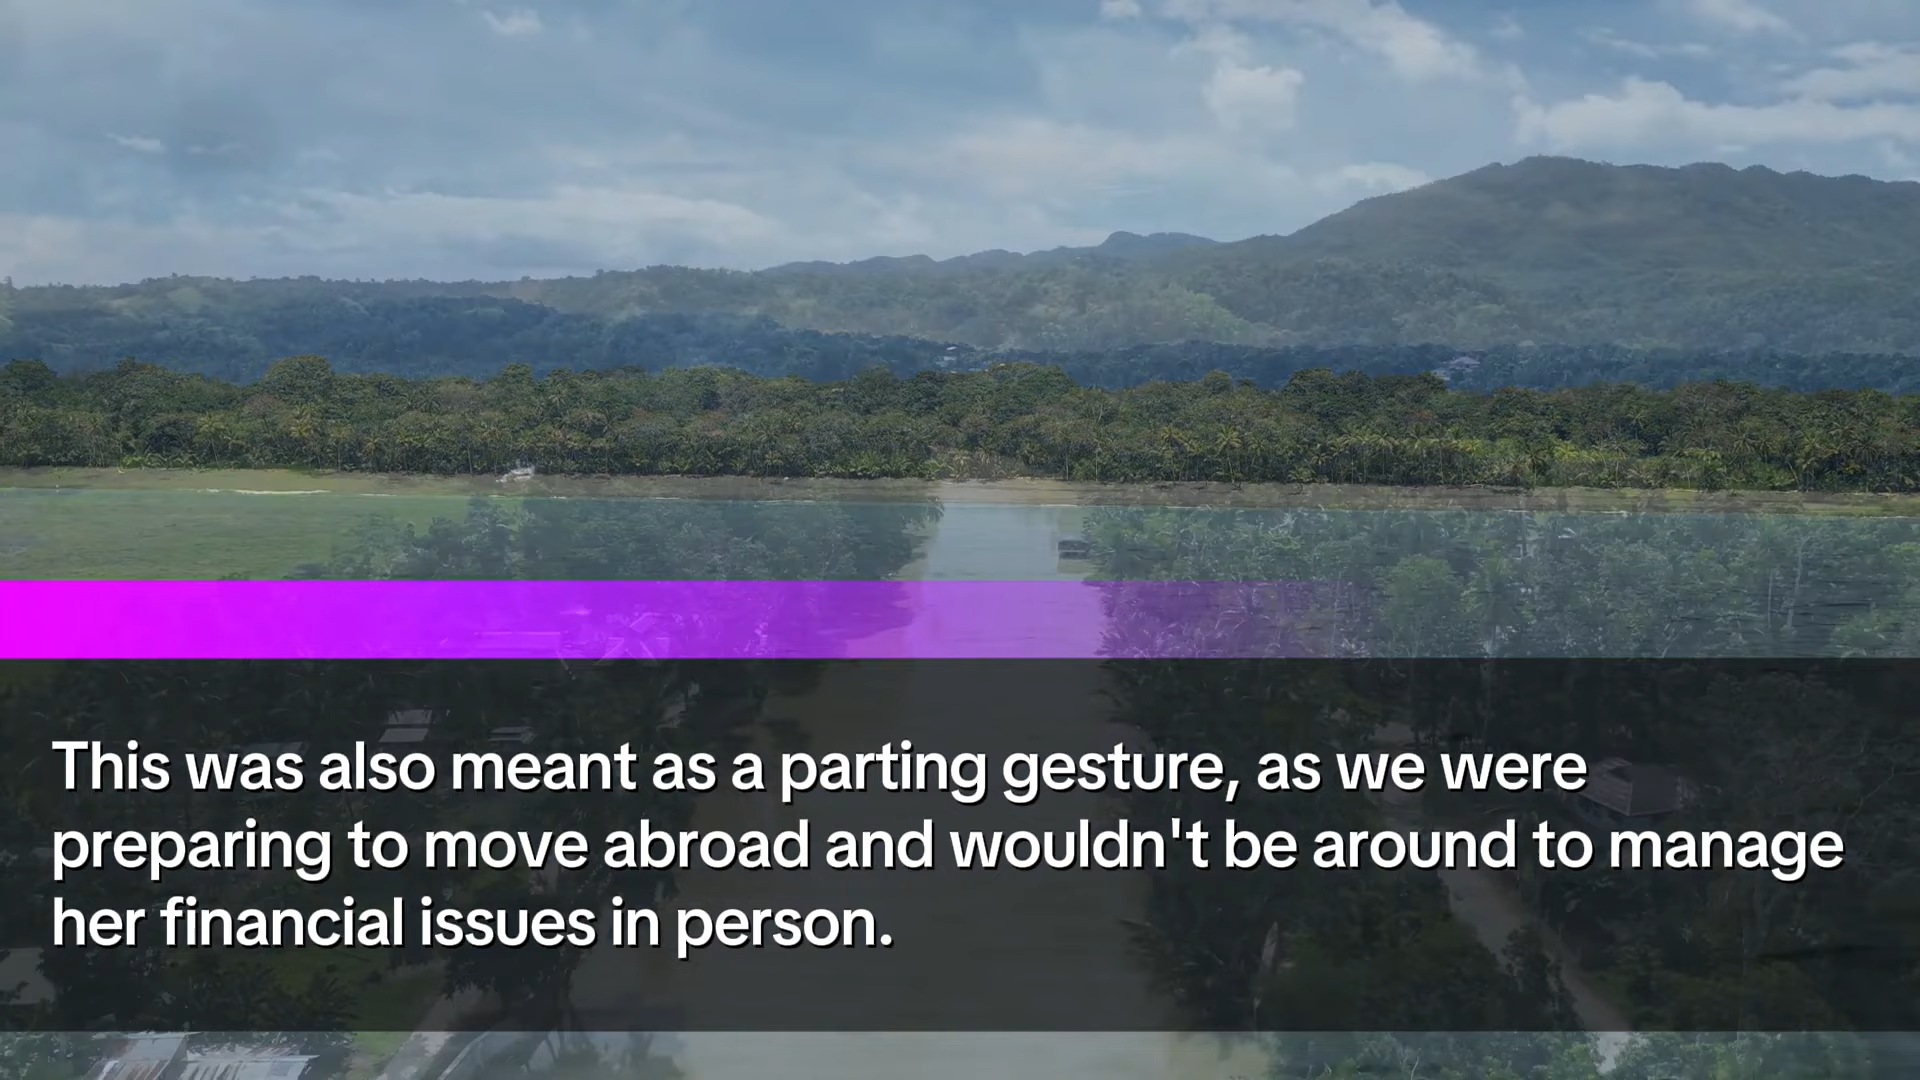 This was also meant as a parting gesture, as we were
preparing to move abroad and wouldn't be around to manage
her financial issues in person.